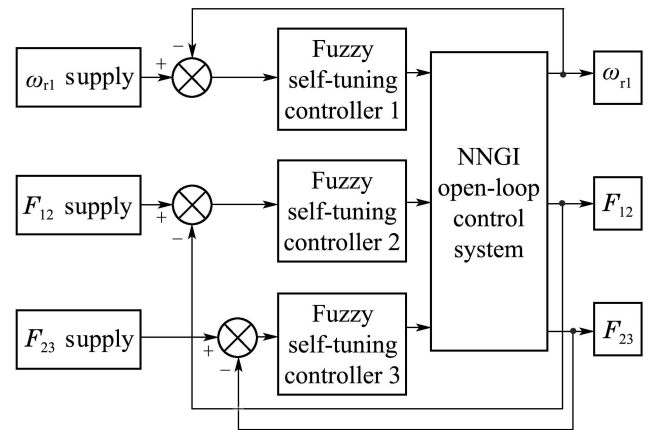 ω_r1 supply
+
−
Fuzzy
self-tuning
controller 1
ω_r1
F_12 supply
+
−
Fuzzy
self-tuning
controller 2
NNGI
open-loop
control
system
F_12
F_23 supply
+
−
Fuzzy
self-tuning
controller 3
F_23